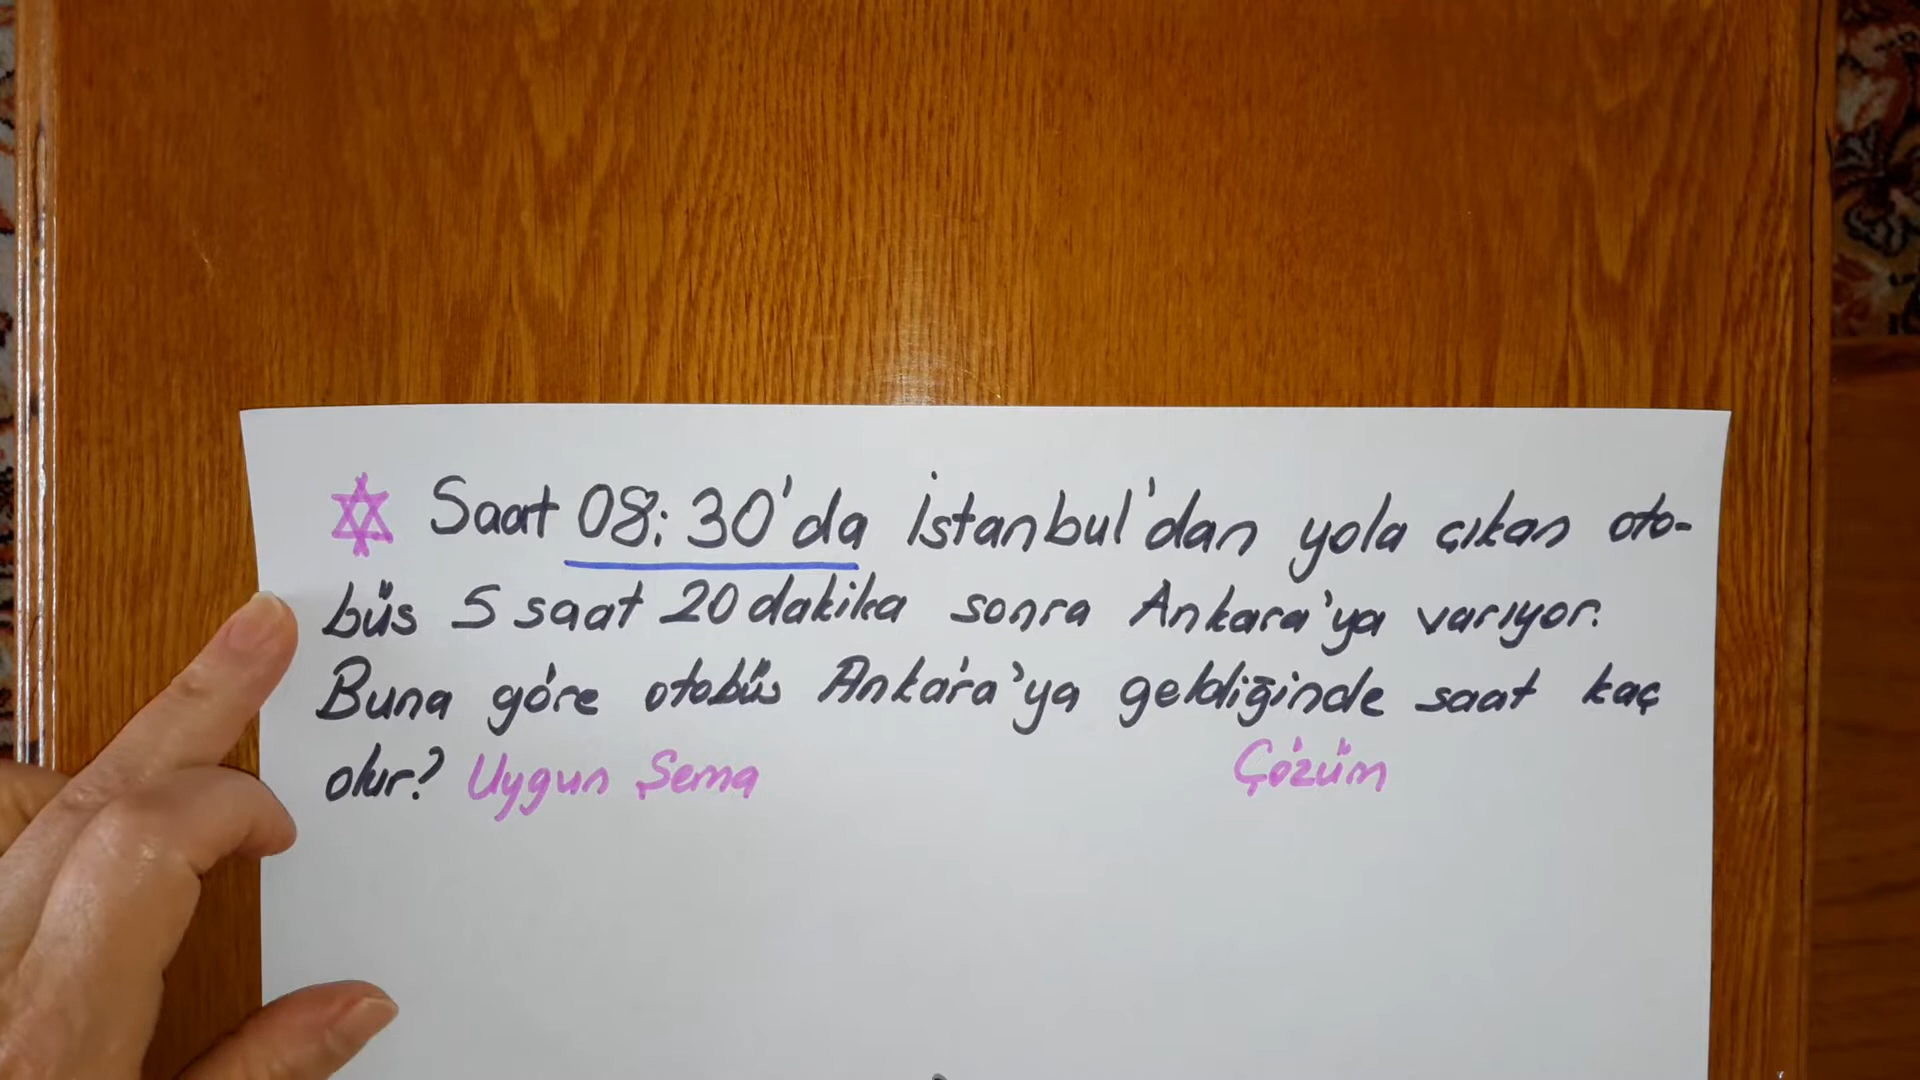 Saat 08:30'da İstanbul'dan yola çıkan oto-
büs 5 saat 20 dakika sonra Ankara'ya varıyor.
Buna göre otobüs Ankara'ya geldiğinde saat kaç
olur? Uygun Şema Çözüm